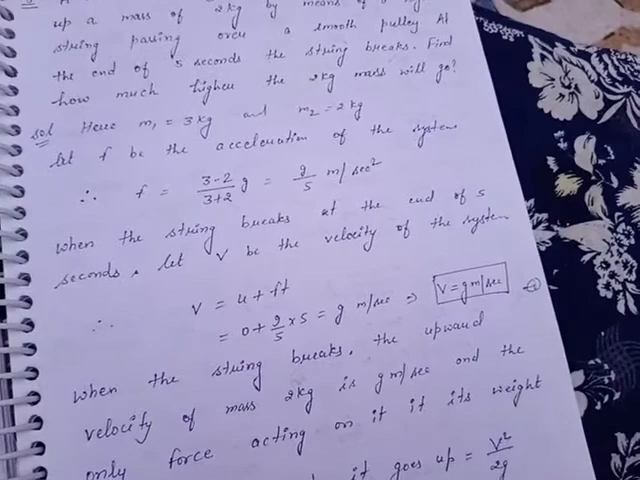 up a mass of 2kg by means of a
string passing over a smooth pulley At
the end of 5 seconds the string breaks. Find
how much higher the 2kg mass will go?
Sol Here m₁ = 3 kg and m₂ = 2 kg
let f be the acceleration of the system
∴ f = (3-2)/(3+2) g = g/5 m/sec²
when the string breaks at the end of 5
seconds, let V be the velocity of the system
∴ V = u + ft
= 0 + g/5 × 5 = g m/sec ⇒ V = g m/sec
when the string breaks. the upward
velocity of mass 2kg is g m/sec and the
only force acting on it it its weight
it goes up = V²/2g